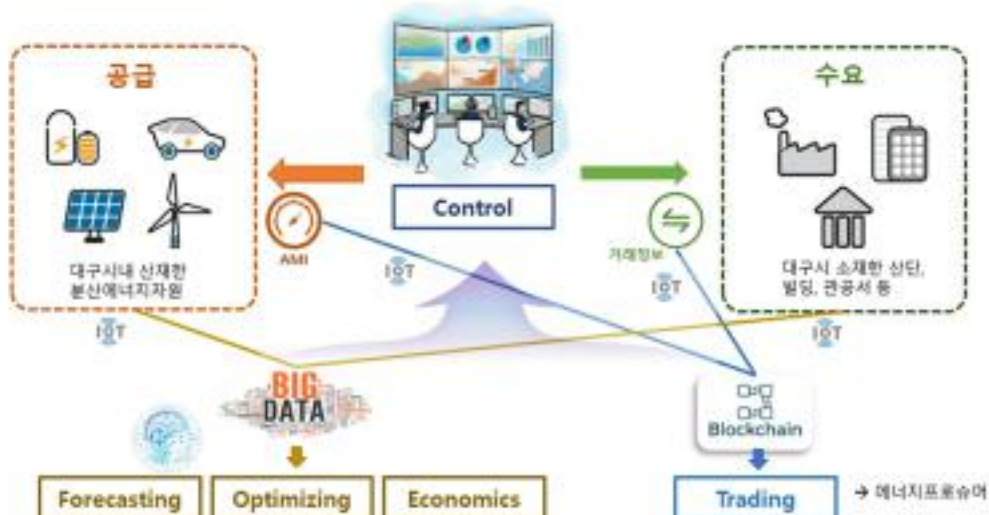 공급
수요
Control
AMI
IoT
거래정보
IoT
대구시내 산재한
분산에너지자원
대구시 소재한 산단,
빌딩, 관공서 등
IoT
IoT
BIG
DATA
Blockchain
Forecasting
Optimizing
Economics
Trading
→ 에너지프로슈머